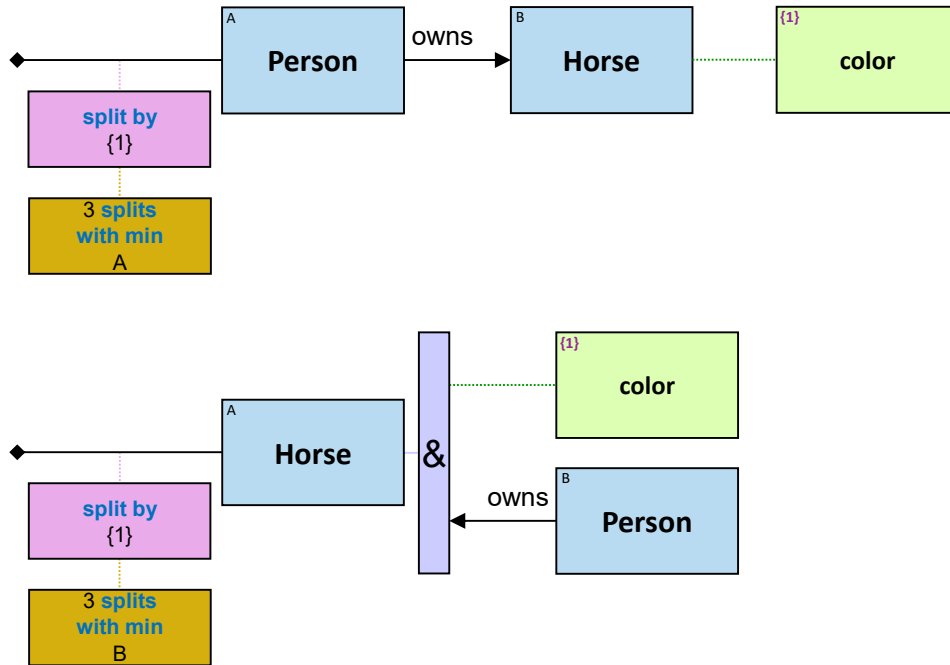 A
Person
owns
B
Horse
{1}
color
split by
{1}
3 splits
with min
A
A
Horse
&
{1}
color
owns
B
Person
split by
{1}
3 splits
with min
B